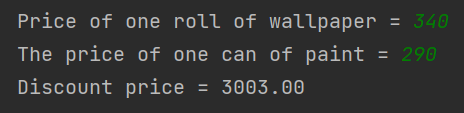 Price of one roll of wallpaper = 340
The price of one can of paint = 290
Discount price = 3003.00